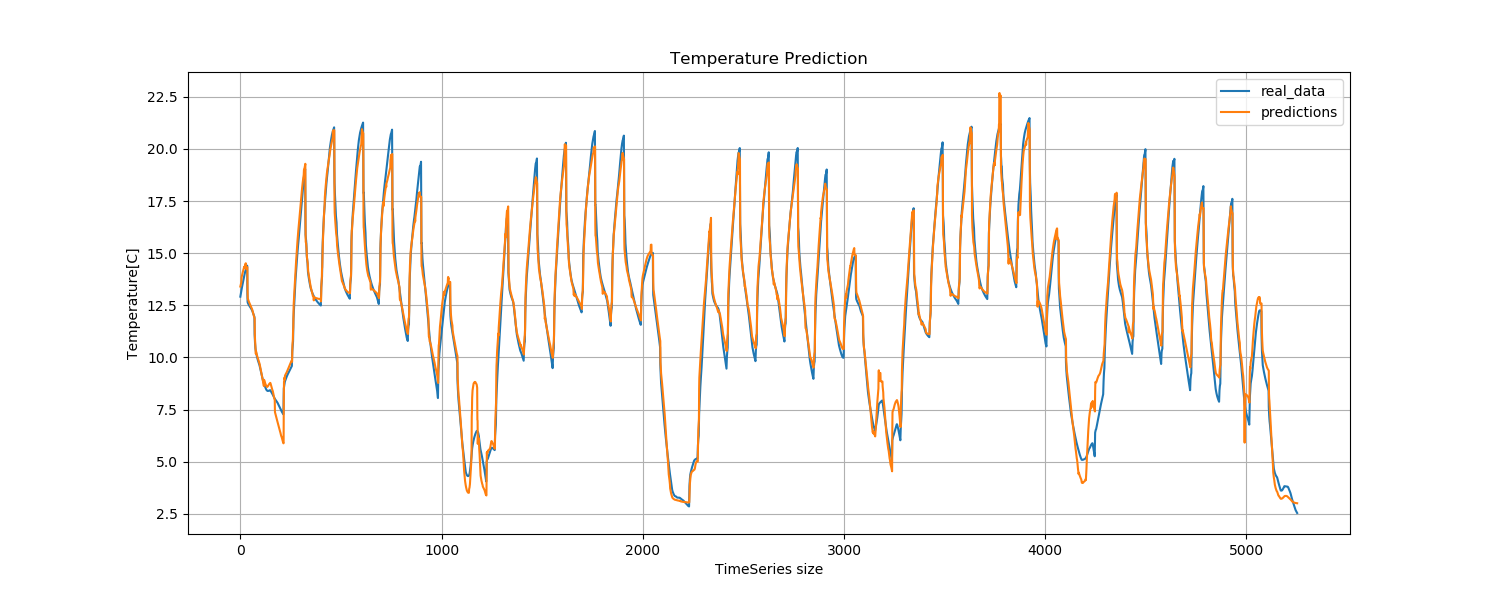 Temperature Prediction
real_data
predictions
Temperature[C]
22.5
20.0
17.5
15.0
12.5
10.0
7.5
5.0
2.5
0 1000 2000 3000 4000 5000
TimeSeries size